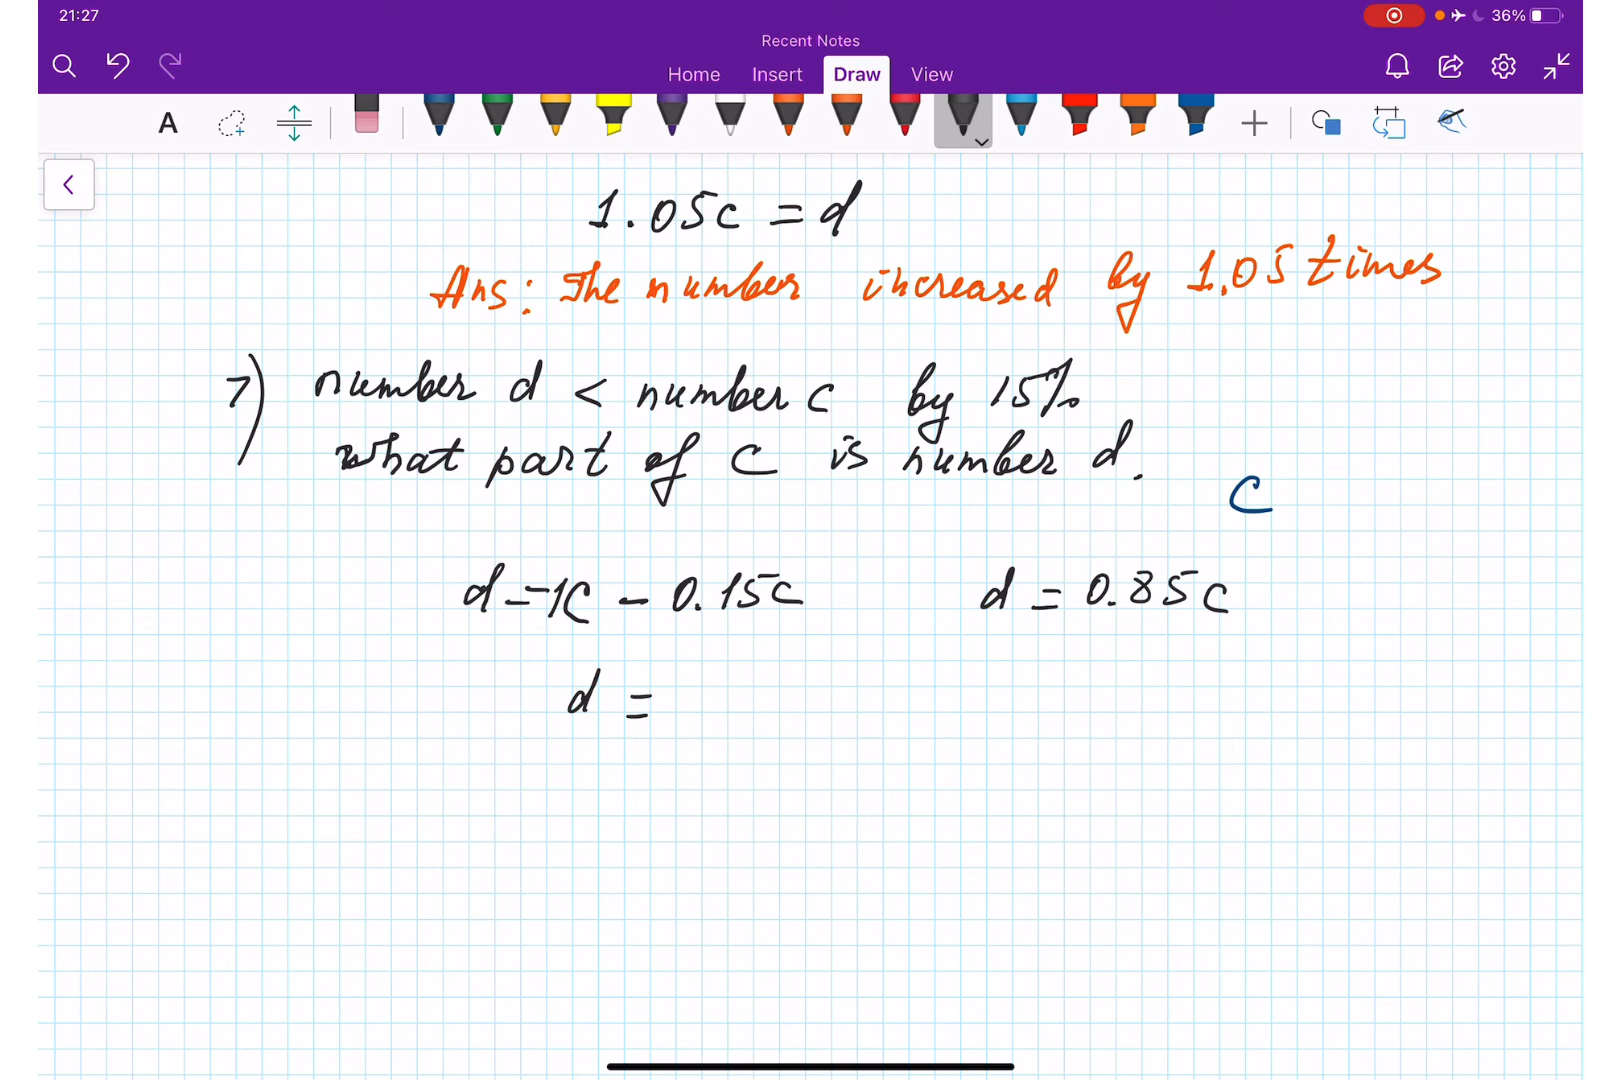 21:27
36%
Recent Notes
Home Insert Draw View
A
1.05c = d
Ans: The number increased by 1.05 times
7) number d < number c by 15%
what part of c is number d.
C
d = 1c - 0.15c d = 0.85c
d =